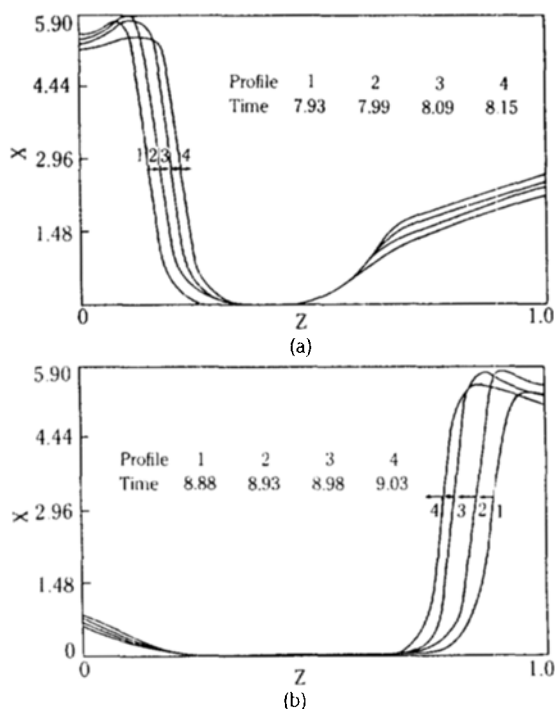 5.90
Profile 1 2 3 4
4.44
Time 7.93 7.99 8.09 8.15
X
2.96
1 2 3 4
1.48
0 Z 1.0
(a)
5.90
4.44
Profile 1 2 3 4
Time 8.88 8.93 8.98 9.03
X
2.96
4 3 2 1
1.48
0
0 Z 1.0
(b)